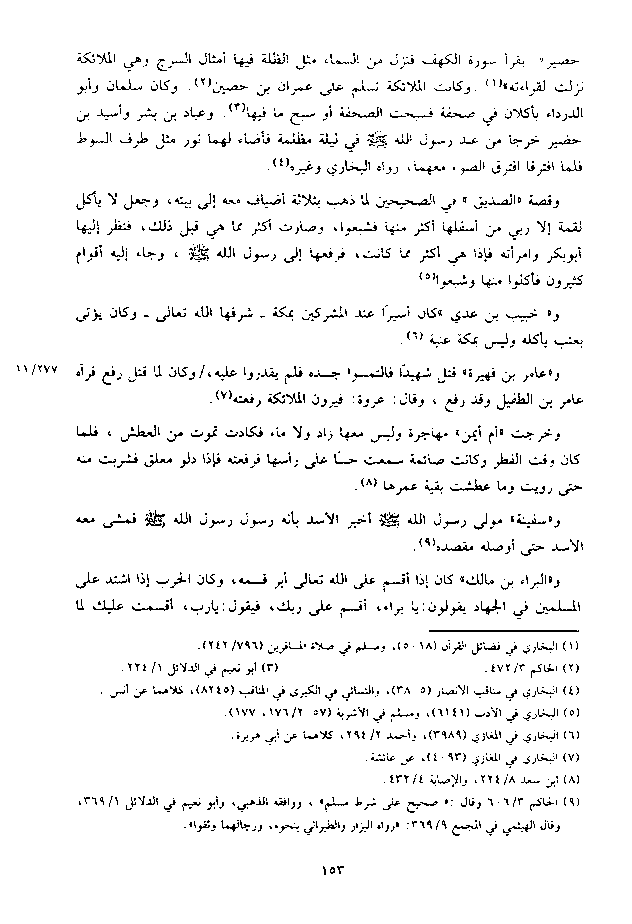 حضير» يقرأ سورة الكهف فنزل من السماء مثل الظلة فيها أمثال السرج وهي الملائكة
نزلت لقراءته»(١). وكانت الملائكة تسلم على عمران بن حصين(٢). وكان سلمان وأبو
الدرداء يأكلان في صحفة فسبحت الصحفة أو سبح ما فيها(٣). وعباد بن بشر وأسيد بن
حضير خرجا من عند رسول الله ﷺ في ليلة مظلمة فأضاء لهما نور مثل طرف السوط
فلما افترقا افترق الضوء معهما، رواه البخاري وغيره(٤).
وقصة «الصديق» في الصحيحين لما ذهب بثلاثة أضياف معه إلى بيته، وجعل لا يأكل
لقمة إلا ربي من أسفلها أكثر منها فشبعوا، وصارت أكثر مما هي قبل ذلك، فنظر إليها
أبوبكر وامرأته فإذا هي أكثر مما كانت، فرفعها إلى رسول الله ﷺ ، وجاء إليه أقوام
كثيرون فأكلوا منها وشبعوا(٥)
و« خبيب بن عدي «كان أسيرًا عند المشركين بمكة ـ شرفها الله تعالى ـ وكان يؤتى
بعنب يأكله وليس بمكة عنبة (٦).
١١/٢٧٧
و«عامر بن فهيرة» قتل شهيدًا فالتمسوا جسده فلم يقدروا عليه،/ وكان لما قتل رفع فرآه
عامر بن الطفيل وقد رفع ، وقال: عروة: فيرون الملائكة رفعته(٧).
وخرجت «أم أيمن» مهاجرة وليس معها زاد ولا ماء فكادت تموت من العطش ، فلما
كان وقت الفطر وكانت صائمة سمعت حسًا على رأسها فرفعته فإذا دلو معلق فشربت منه
حتى رويت وما عطشت بقية عمرها (٨).
و«سفينة» مولى رسول الله ﷺ أخبر الأسد بأنه رسول رسول الله ﷺ فمشى معه
الأسد حتى أوصله مقصده(٩).
و«البراء بن مالك» كان إذا أقسم على الله تعالى أبر قسمه، وكان الحرب إذا اشتد على
المسلمين في الجهاد يقولون: يا براء، أقسم على ربك، فيقول: يارب، أقسمت عليك لما
(١) البخاري في فضائل القرآن (٥٠١٨)، ومسلم في صلاة المسافرين (٢٤٢/٧٩٦).
(٢) الحاكم ٤٧٢/٣. (٣) أبو نعيم في الدلائل ٢٢٤/١.
(٤) البخاري في مناقب الأنصار (٣٨٠٥)، والنسائي في الكبرى في المناقب (٨٢٤٥)، كلاهما عن أنس .
(٥) البخاري في الأدب (٦١٤١)، ومسلم في الأشربة (٢٠٥٧/ ١٧٦، ١٧٧).
(٦) البخاري في المغازي (٣٩٨٩)، وأحمد ٢٩٤/٢، كلاهما عن أبي هريرة.
(٧) البخاري في المغازي (٤٠٩٣)، عن عائشة.
(٨) ابن سعد ٢٢٤/٨، والإصابة ٤٣٢/٤.
(٩) الحاكم ٦٠٦/٣ وقال :« صحيح على شرط مسلم» ، ووافقه الذهبي، وأبو نعيم في الدلائل ٣٦٩/١،
وقال الهيثمي في المجمع ٣٦٩/٩: «رواه البزار والطبراني بنحوه، ورجالهما وثقوا».
١٥٣